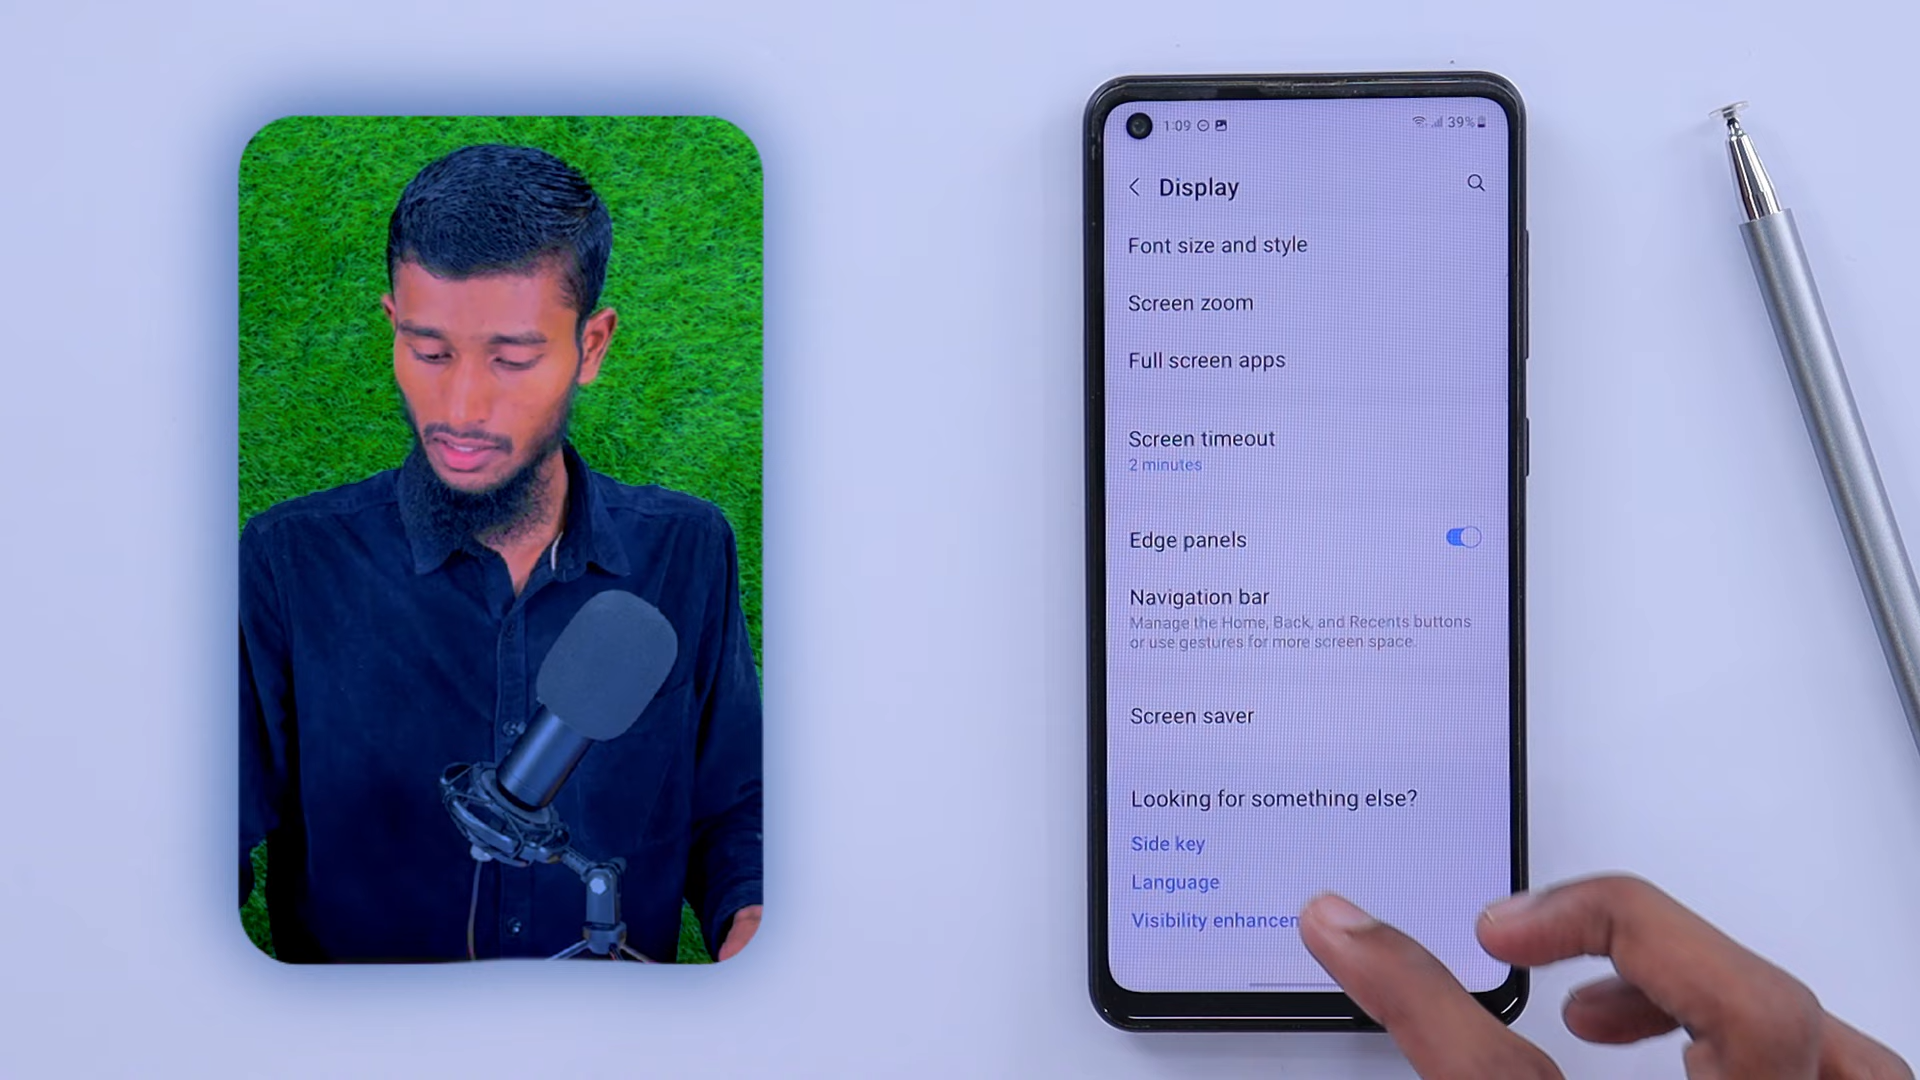 1:09
39%
Display
Font size and style
Screen zoom
Full screen apps
Screen timeout
2 minutes
Edge panels
Navigation bar
Manage the Home, Back, and Recents buttons
or use gestures for more screen space.
Screen saver
Looking for something else?
Side key
Language
Visibility enhancen